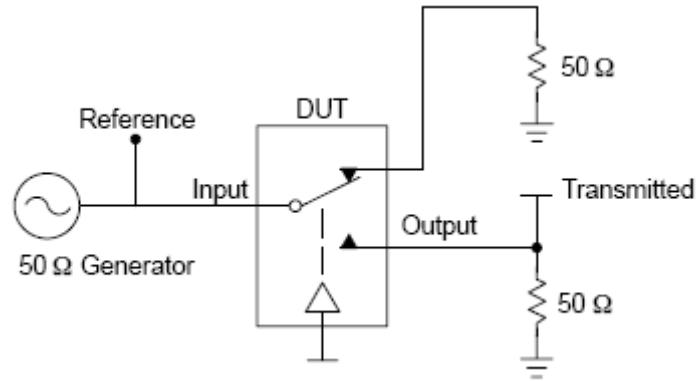 50 Ω
DUT
Reference
Input
Transmitted
Output
50 Ω Generator
50 Ω